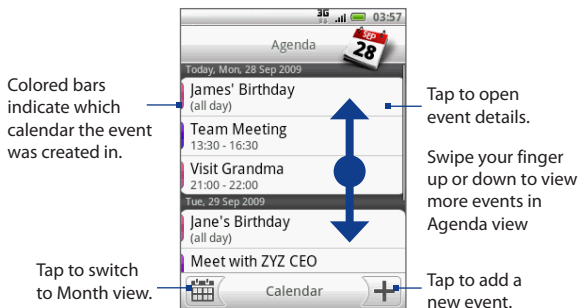 3G 03:57
Agenda
SEP
28
Today, Mon, 28 Sep 2009
James' Birthday
(all day)
Team Meeting
13:30 - 16:30
Visit Grandma
21:00 - 22:00
Tue, 29 Sep 2009
Jane's Birthday
(all day)
Meet with ZYZ CEO
Calendar
Colored bars
indicate which
calendar the event
was created in.
Tap to switch
to Month view.
Tap to open
event details.
Swipe your finger
up or down to view
more events in
Agenda view
Tap to add a
new event.